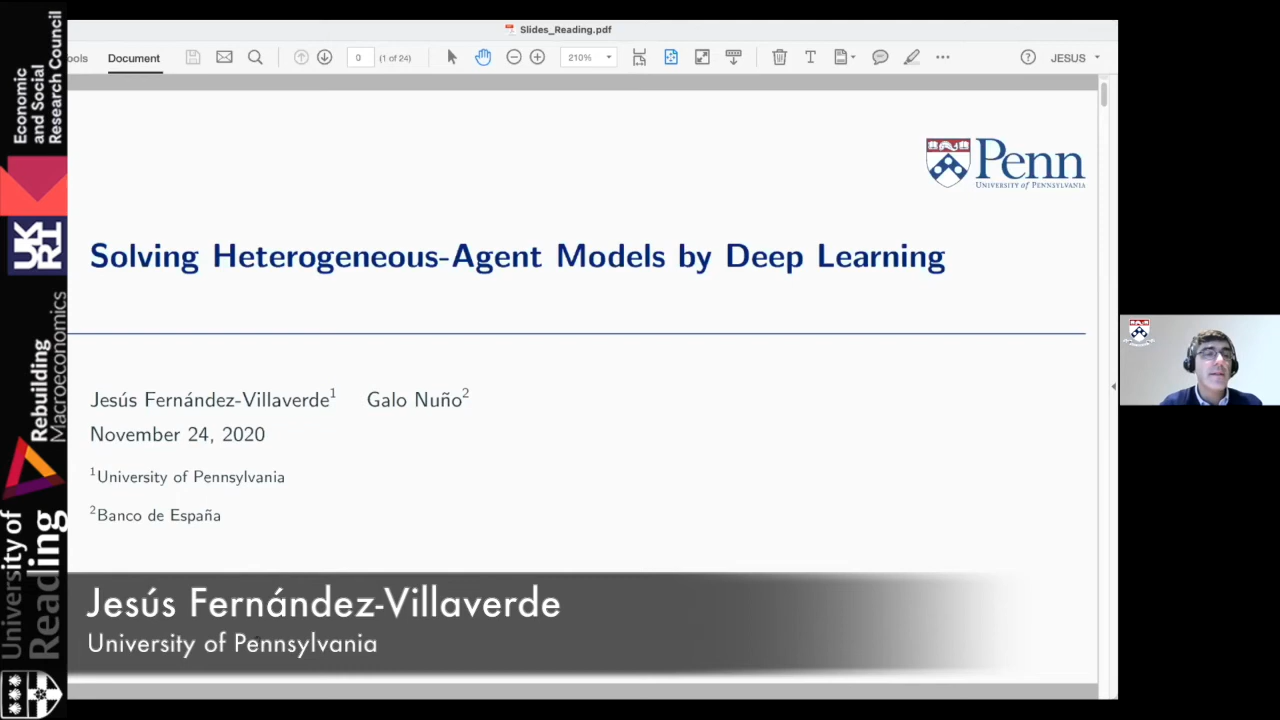 Economic
and Social
Research Council
UKRI
Rebuilding
Macroeconomics
University of
Reading
Slides_Reading.pdf
ools
Document
0
(1 of 24)
210%
T
JESUS
Penn
UNIVERSITY of PENNSYLVANIA
Solving Heterogeneous-Agent Models by Deep Learning
Jesús Fernández-Villaverde¹ Galo Nuño²
November 24, 2020
¹University of Pennsylvania
²Banco de España
Jesús Fernández-Villaverde
University of Pennsylvania